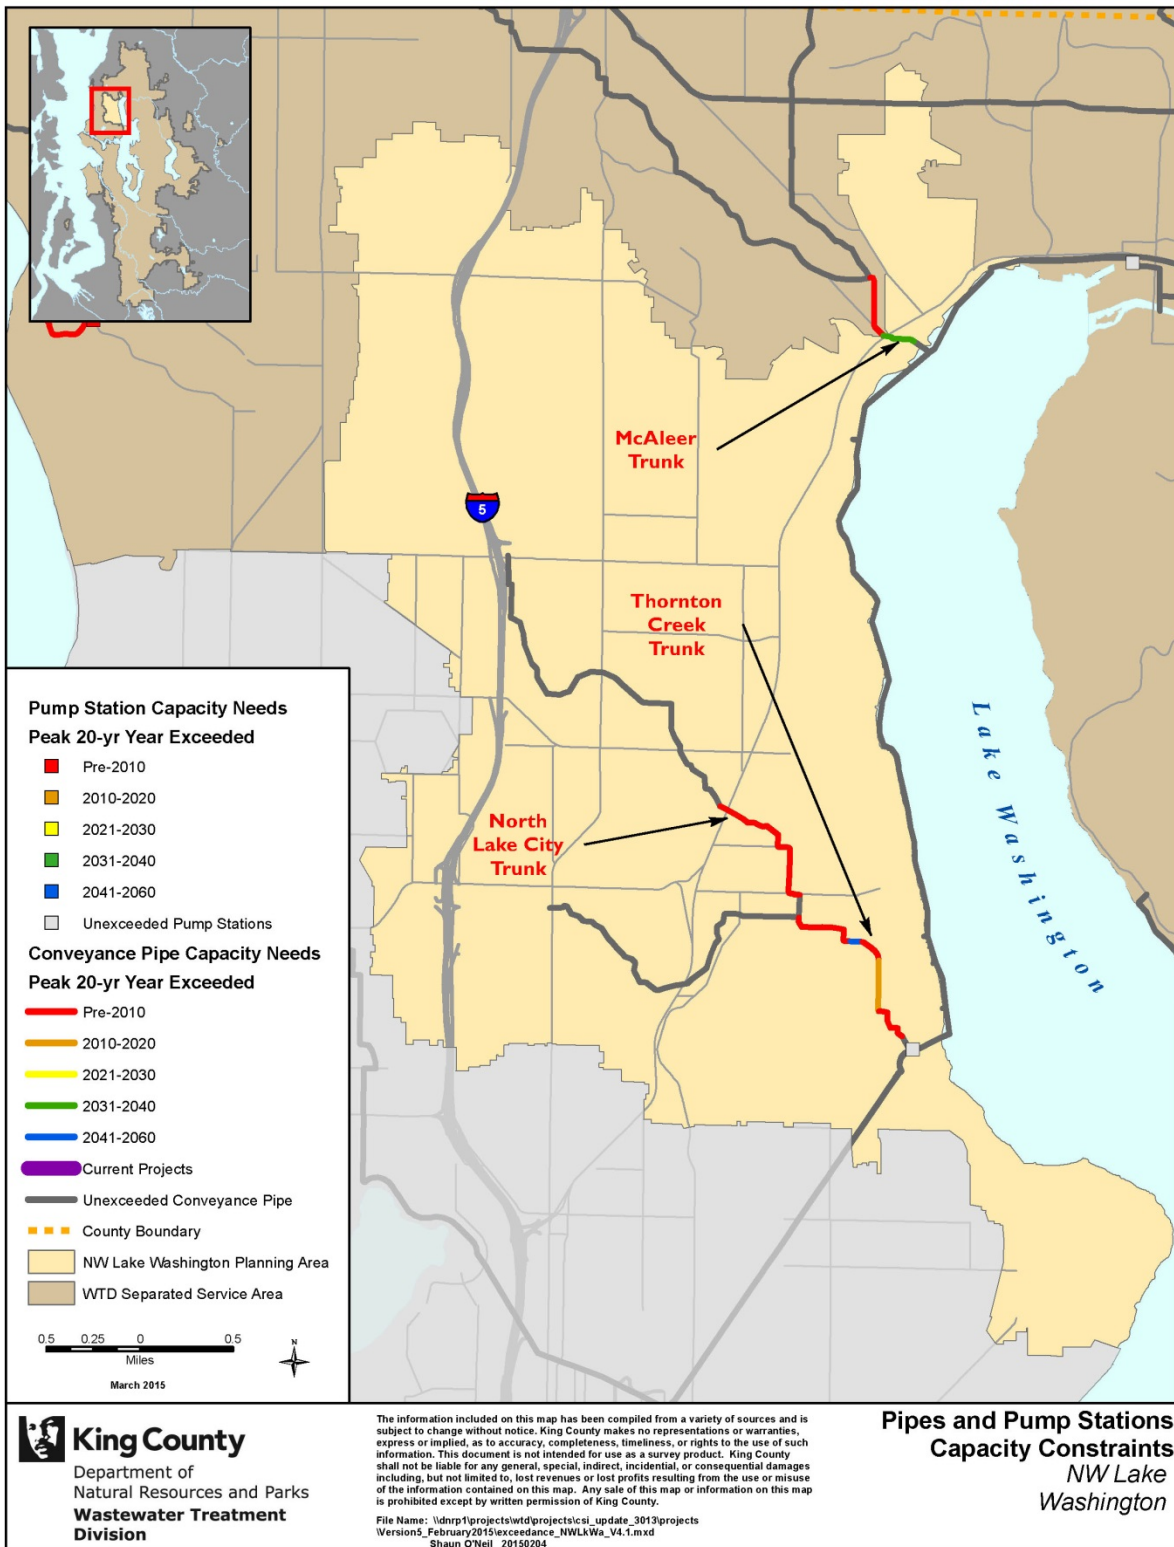 McAleer
Trunk
5
Thornton
Creek
Trunk
North
Lake City
Trunk
Lake Washington
Pump Station Capacity Needs
Peak 20-yr Year Exceeded
Pre-2010
2010-2020
2021-2030
2031-2040
2041-2060
Unexceeded Pump Stations
Conveyance Pipe Capacity Needs
Peak 20-yr Year Exceeded
Pre-2010
2010-2020
2021-2030
2031-2040
2041-2060
Current Projects
Unexceeded Conveyance Pipe
County Boundary
NW Lake Washington Planning Area
WTD Separated Service Area
0.5 0.25 0 0.5
Miles
N
March 2015
King County
Department of
Natural Resources and Parks
Wastewater Treatment
Division
The information included on this map has been compiled from a variety of sources and is
subject to change without notice. King County makes no representations or warranties,
express or implied, as to accuracy, completeness, timeliness, or rights to the use of such
information. This document is not intended for use as a survey product. King County
shall not be liable for any general, special, indirect, incidental, or consequential damages
including, but not limited to, lost revenues or lost profits resulting from the use or misuse
of the information contained on this map. Any sale of this map or information on this map
is prohibited except by written permission of King County.
File Name: \\dnrp1\projects\wtd\projects\csi_update_3013\projects
\Version5_February2015\exceedance_NWLkWa_V4.1.mxd
Shaun O'Neil 20150204
Pipes and Pump Stations
Capacity Constraints
NW Lake
Washington